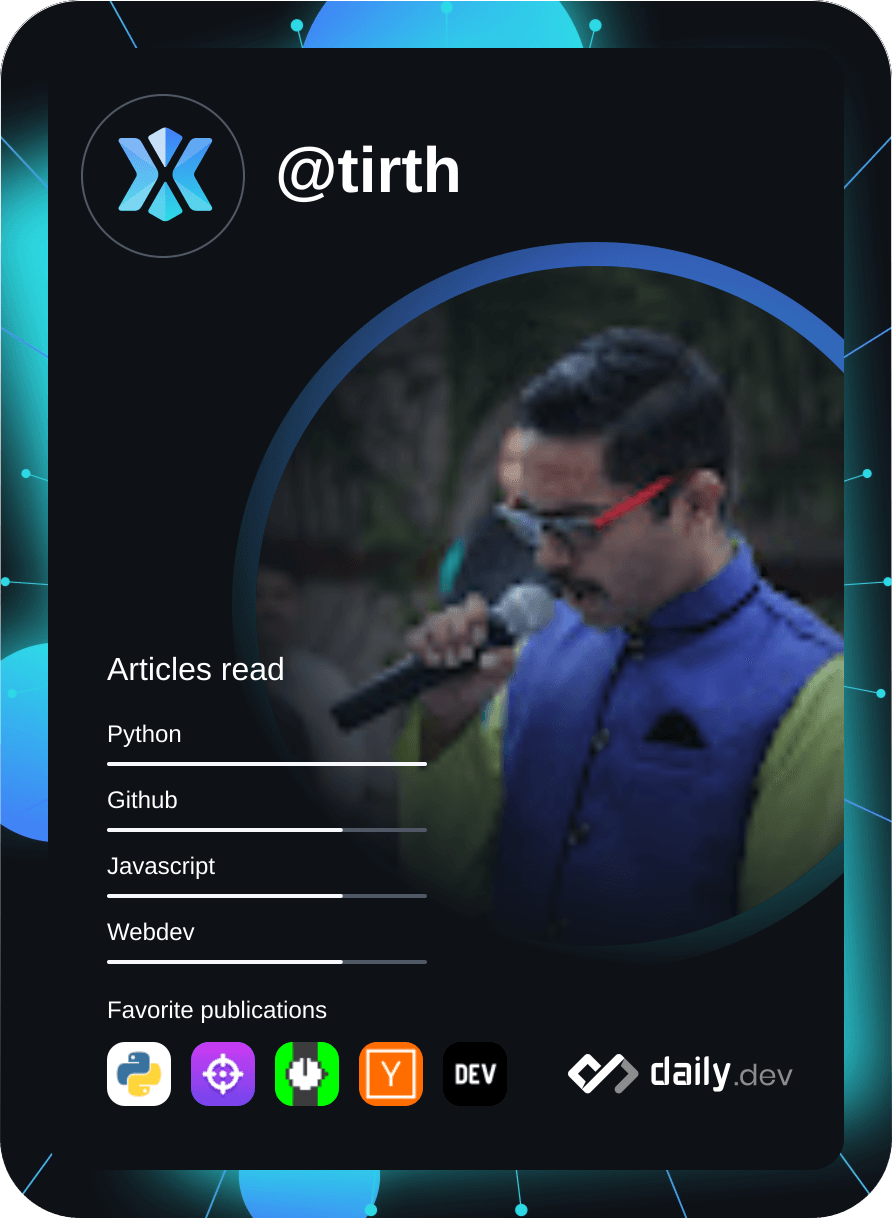 @tirth
Articles read
Python
Github
Javascript
Webdev
Favorite publications
Y
DEV
daily.dev